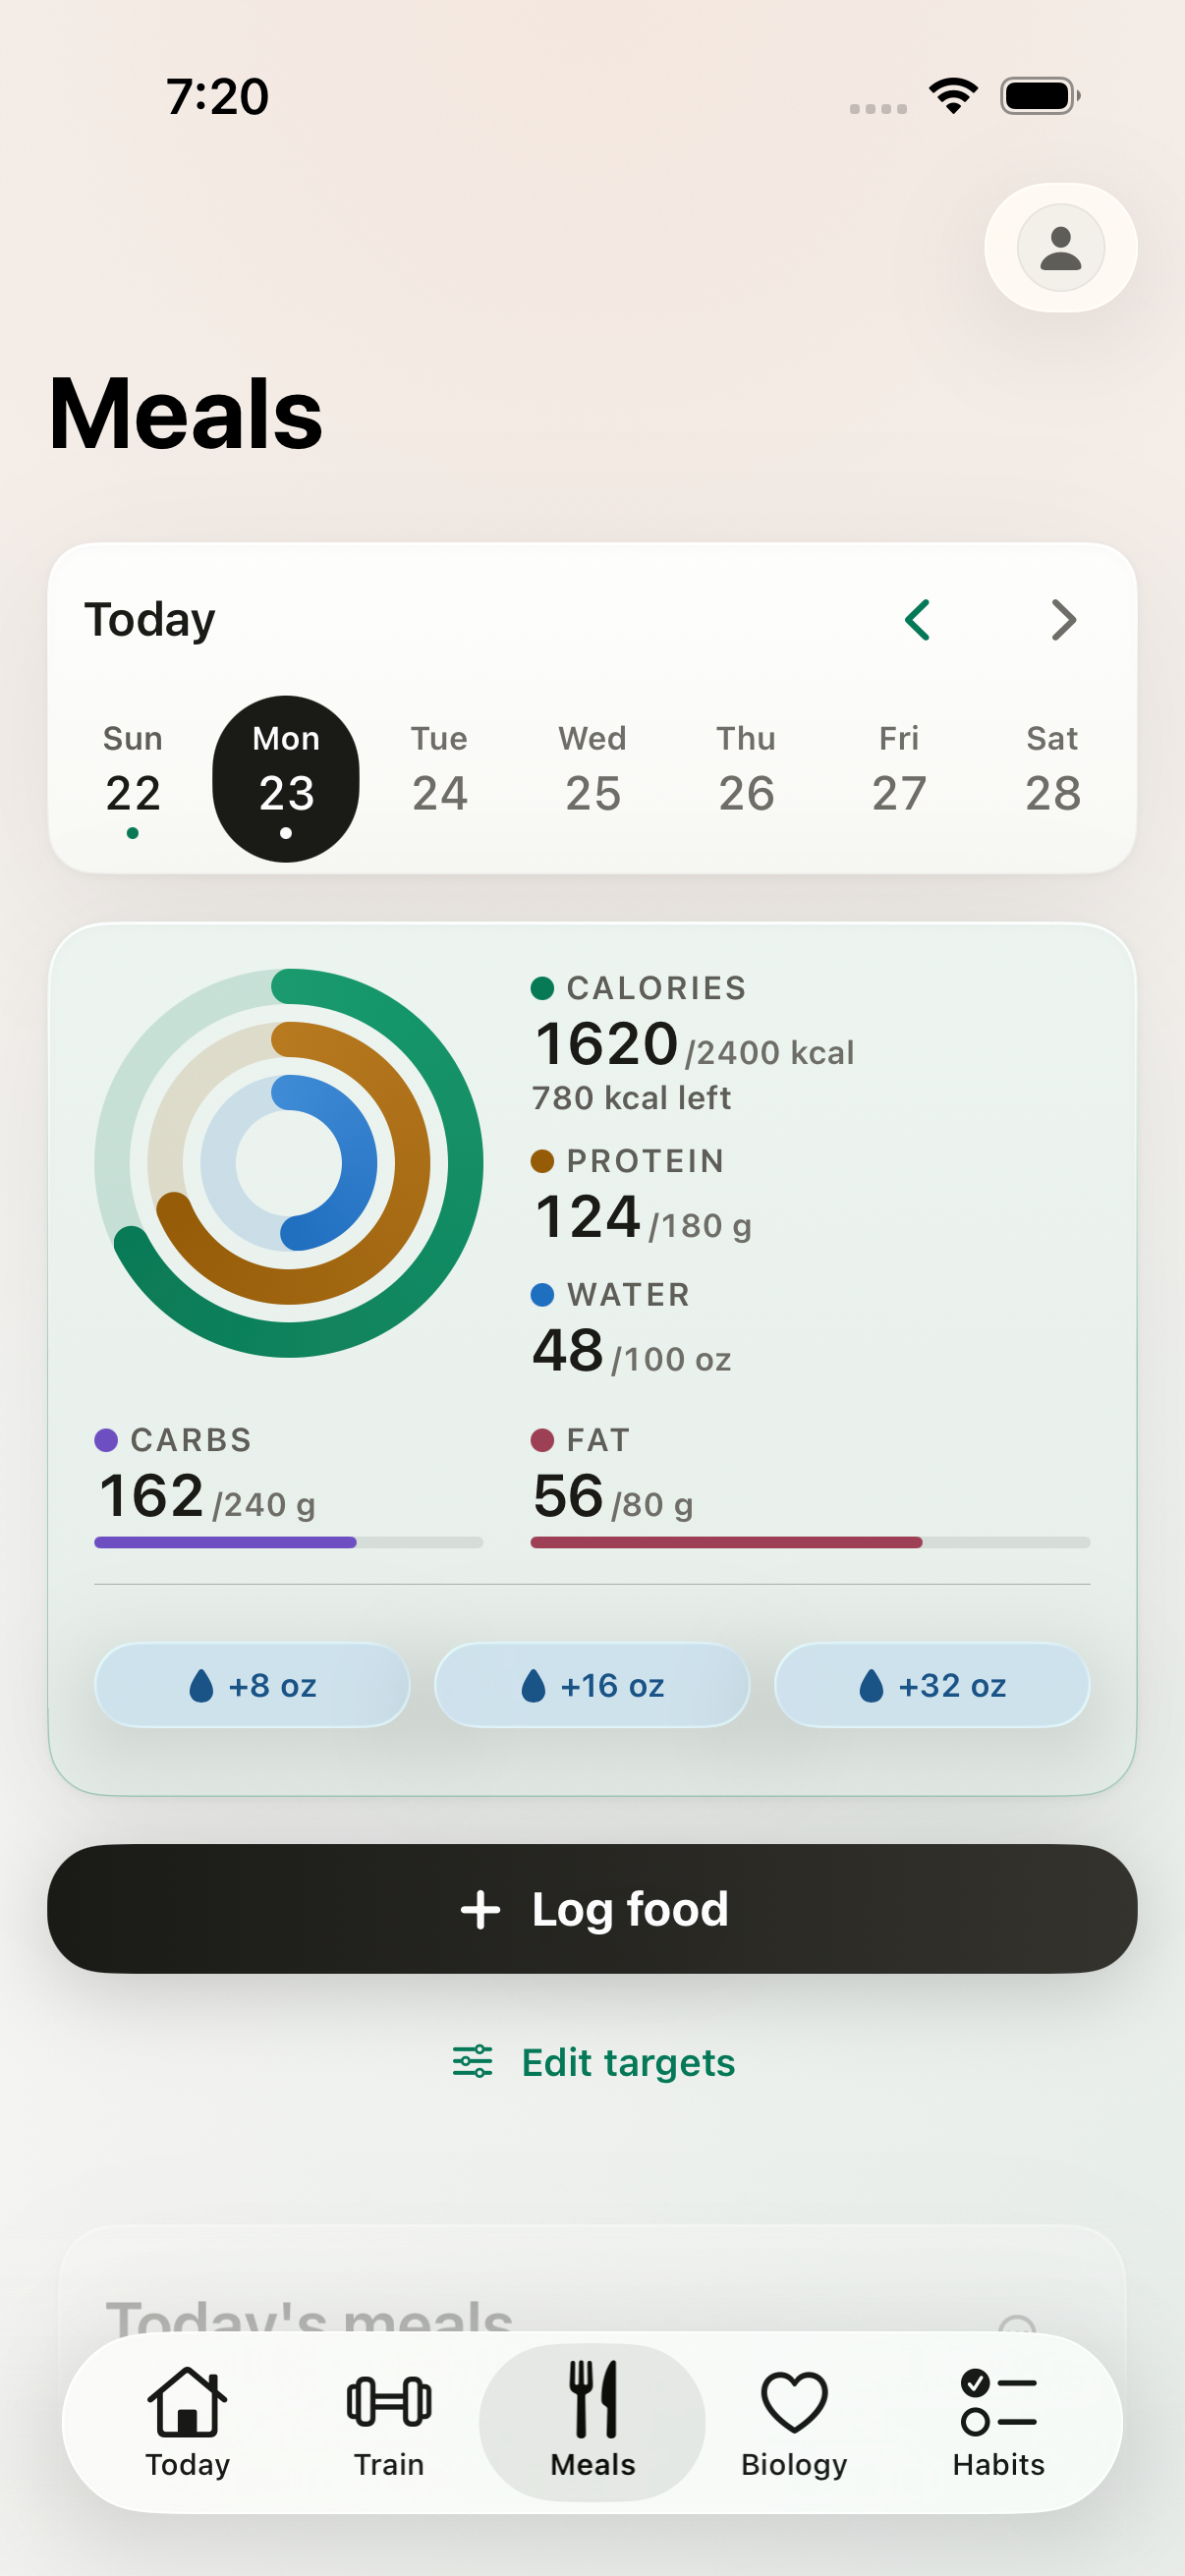 7:20
Meals
Today
Sun Mon Tue Wed Thu Fri Sat
22 23 24 25 26 27 28
CALORIES
1620/2400 kcal
780 kcal left
PROTEIN
124/180 g
WATER
48/100 oz
CARBS
162/240 g
FAT
56/80 g
+8 oz +16 oz +32 oz
+ Log food
Edit targets
Today's meals
Today Train Meals Biology Habits